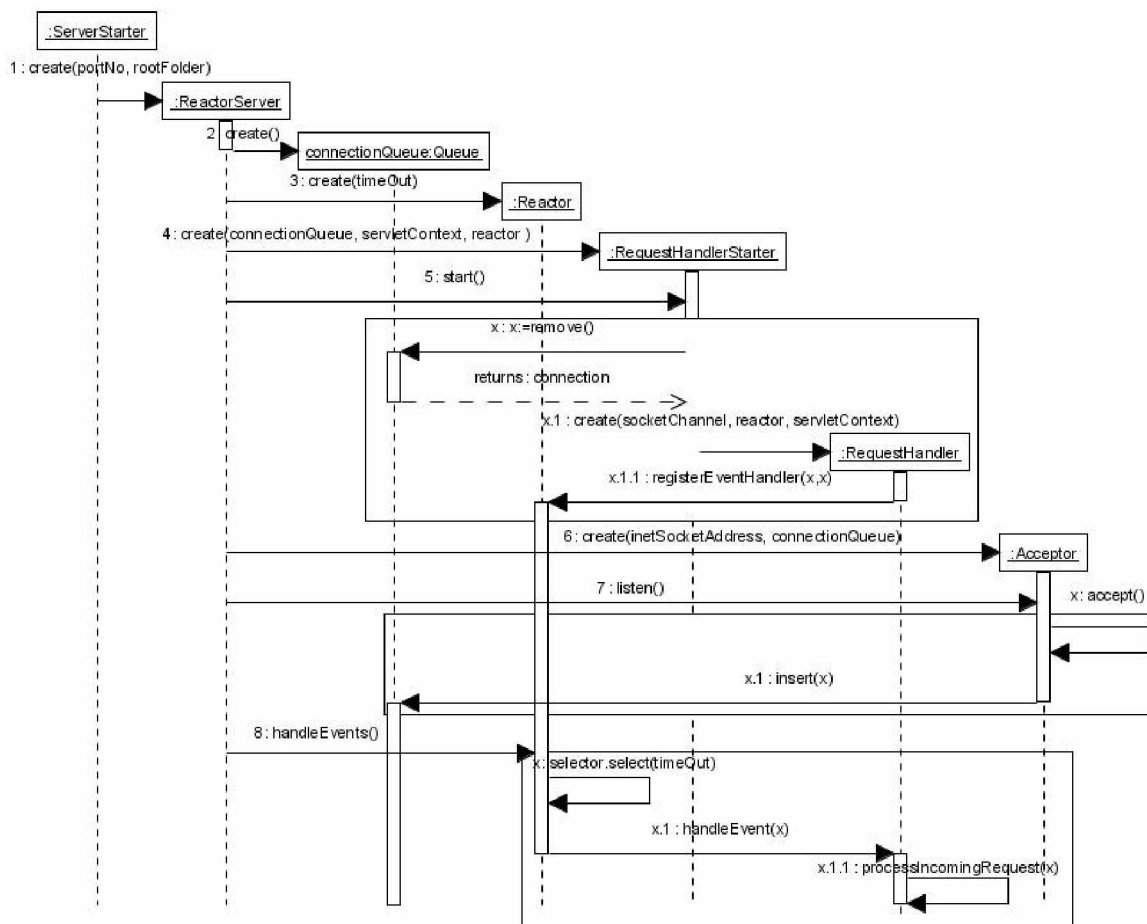 :ServerStarter
1 : create(portNo, rootFolder)
:ReactorServer
2 create()
connectionQueue:Queue
3 : create(timeOut)
:Reactor
4 : create(connectionQueue, servletContext, reactor )
:RequestHandlerStarter
5 : start()
x : x:=remove()
returns : connection
x.1 : create(socketChannel, reactor, servletContext)
:RequestHandler
x.1.1 : registerEventHandler(x,x)
6 : create(inetSocketAddress, connectionQueue)
:Acceptor
7 : listen()
x : accept()
x.1 : insert(x)
8 : handleEvents()
x: selector.select(timeOut)
x.1 : handleEvent(x)
x.1.1 : processIncomingRequest(x)